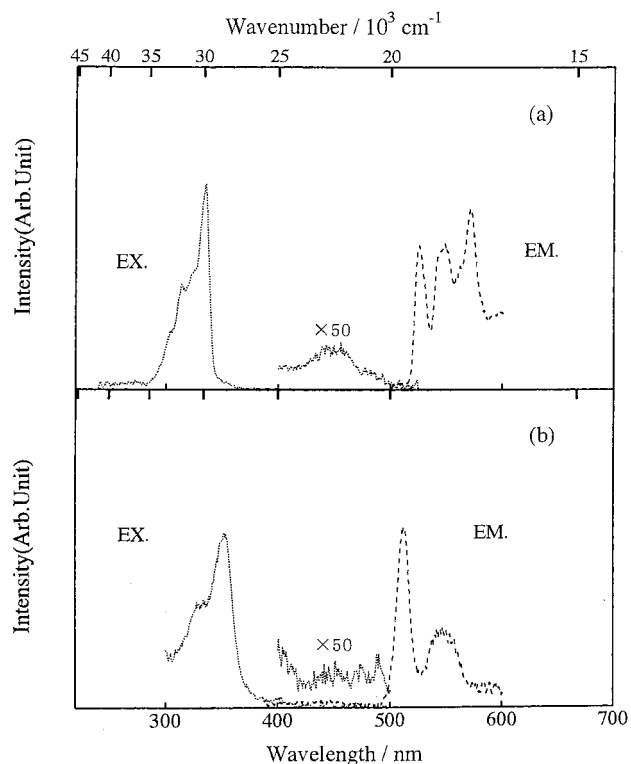 Wavenumber / 10³ cm⁻¹
45 40 35 30 25 20 15
(a)
Intensity(Arb.Unit)
EX.
EM.
×50
(b)
Intensity(Arb.Unit)
EX.
EM.
×50
300 400 500 600 700
Wavelength / nm